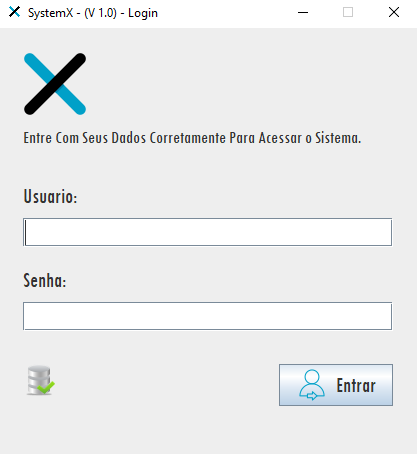 SystemX - (V 1.0) - Login
Entre Com Seus Dados Corretamente Para Acessar o Sistema.
Usuario:
Senha:
Entrar